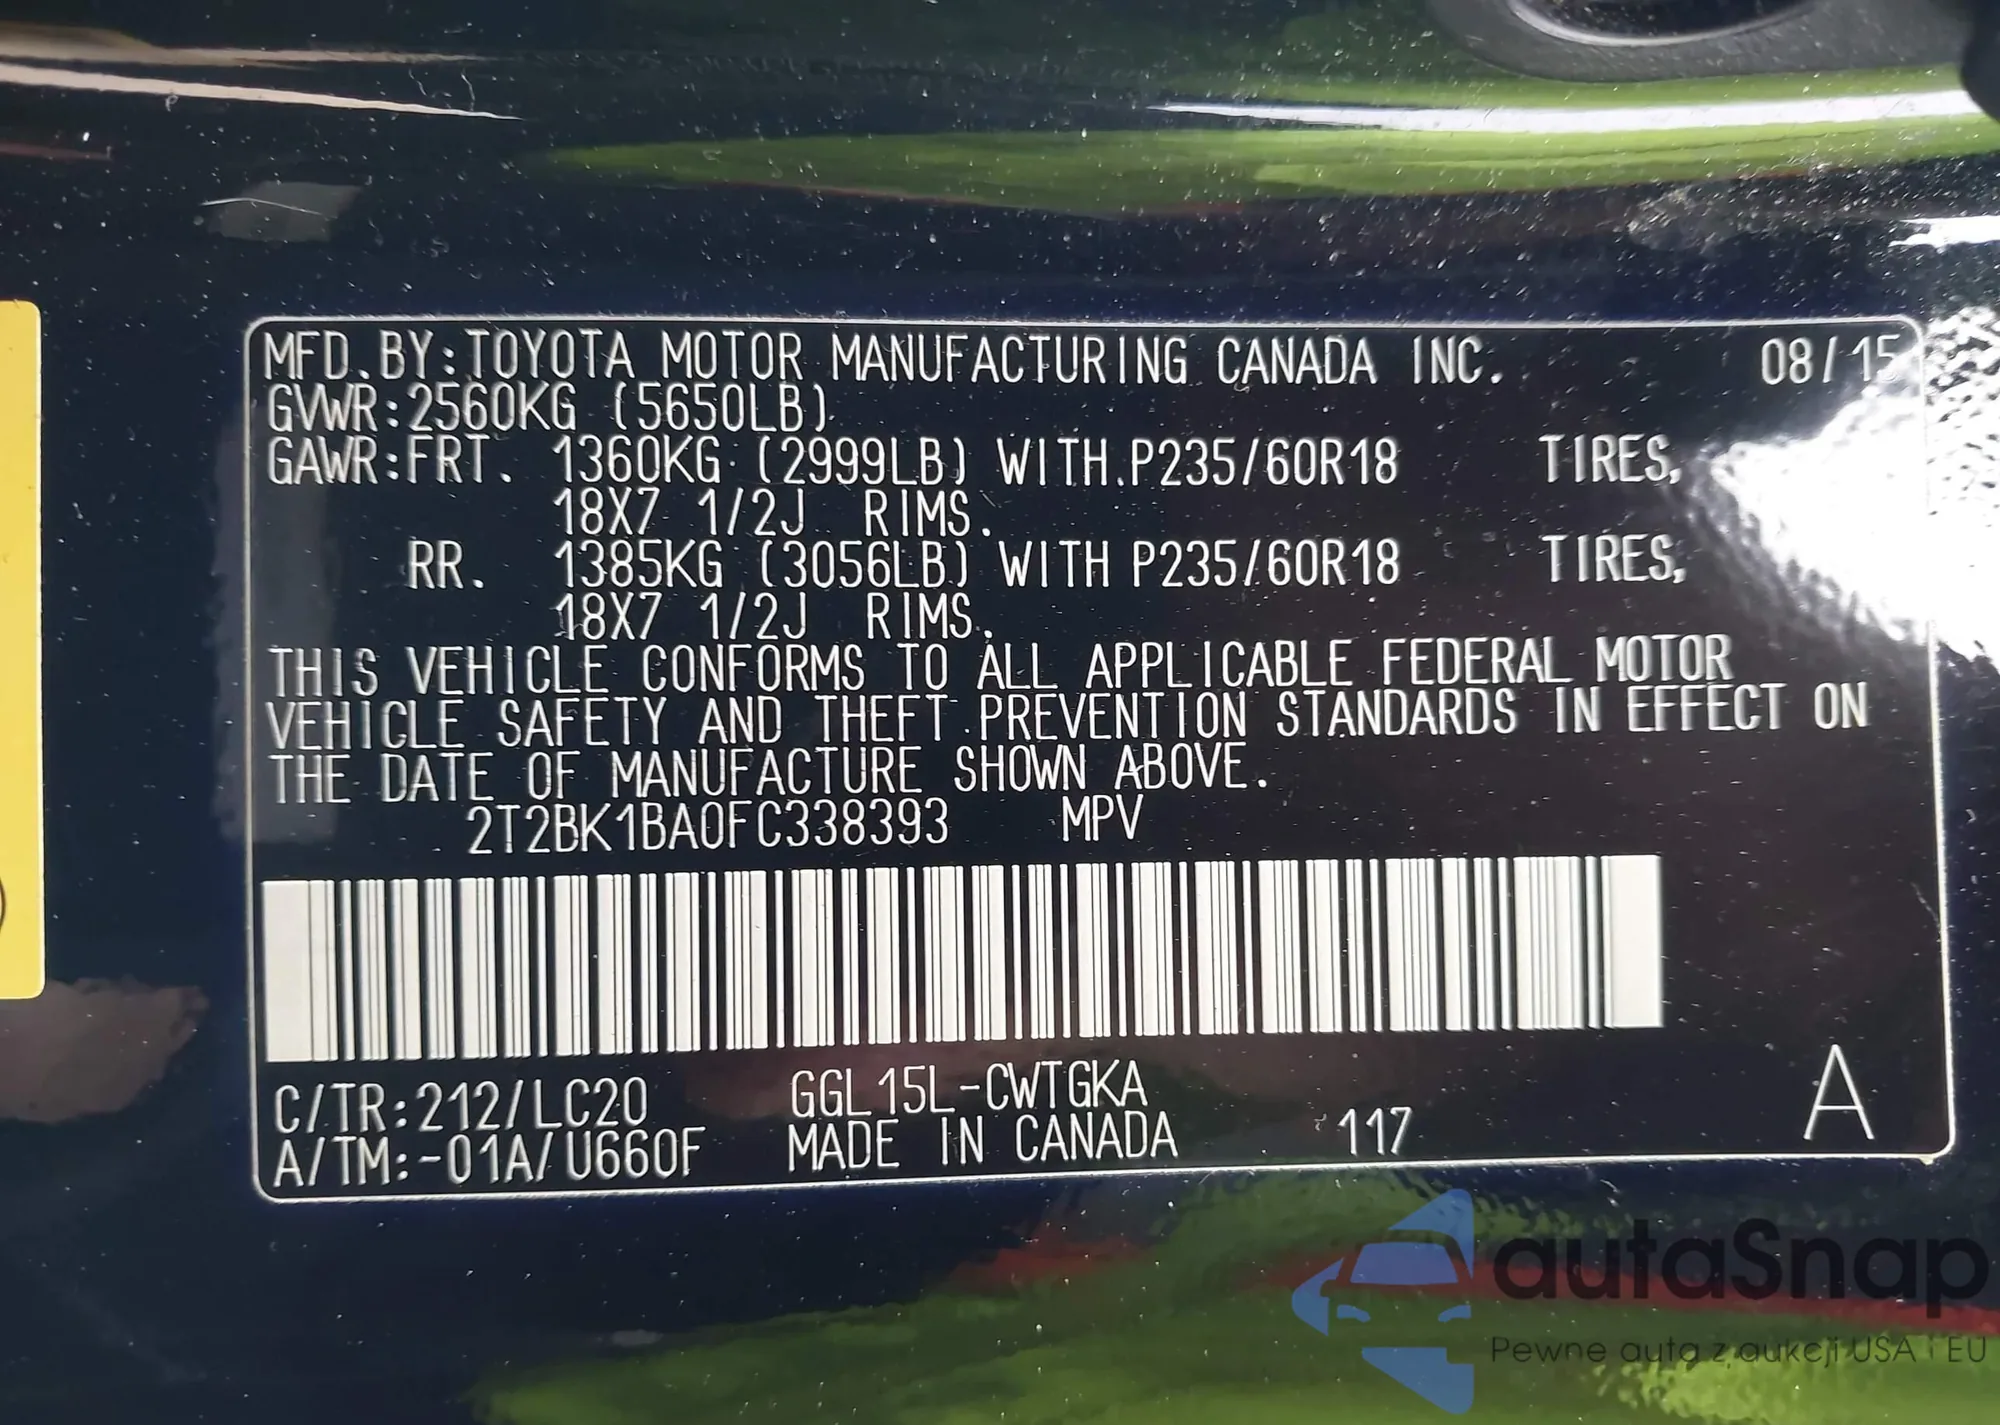 MFD.BY:TOYOTA MOTOR MANUFACTURING CANADA INC. 08/15
GVWR:2560KG (5650LB)
GAWR:FRT. 1360KG (2999LB) WITH P235/60R18 TIRES,
18X7 1/2J RIMS.
RR. 1385KG (3056LB) WITH P235/60R18 TIRES,
18X7 1/2J RIMS.
THIS VEHICLE CONFORMS TO ALL APPLICABLE FEDERAL MOTOR
VEHICLE SAFETY AND THEFT PREVENTION STANDARDS IN EFFECT ON
THE DATE OF MANUFACTURE SHOWN ABOVE.
2T2BK1BA0FC338393 MPV
C/TR:212/LC20 GGL15L-CWTGKA
A/TM:-01A/U660F MADE IN CANADA 117 A
autaSnap
Pewne auta z aukcji USA i EU